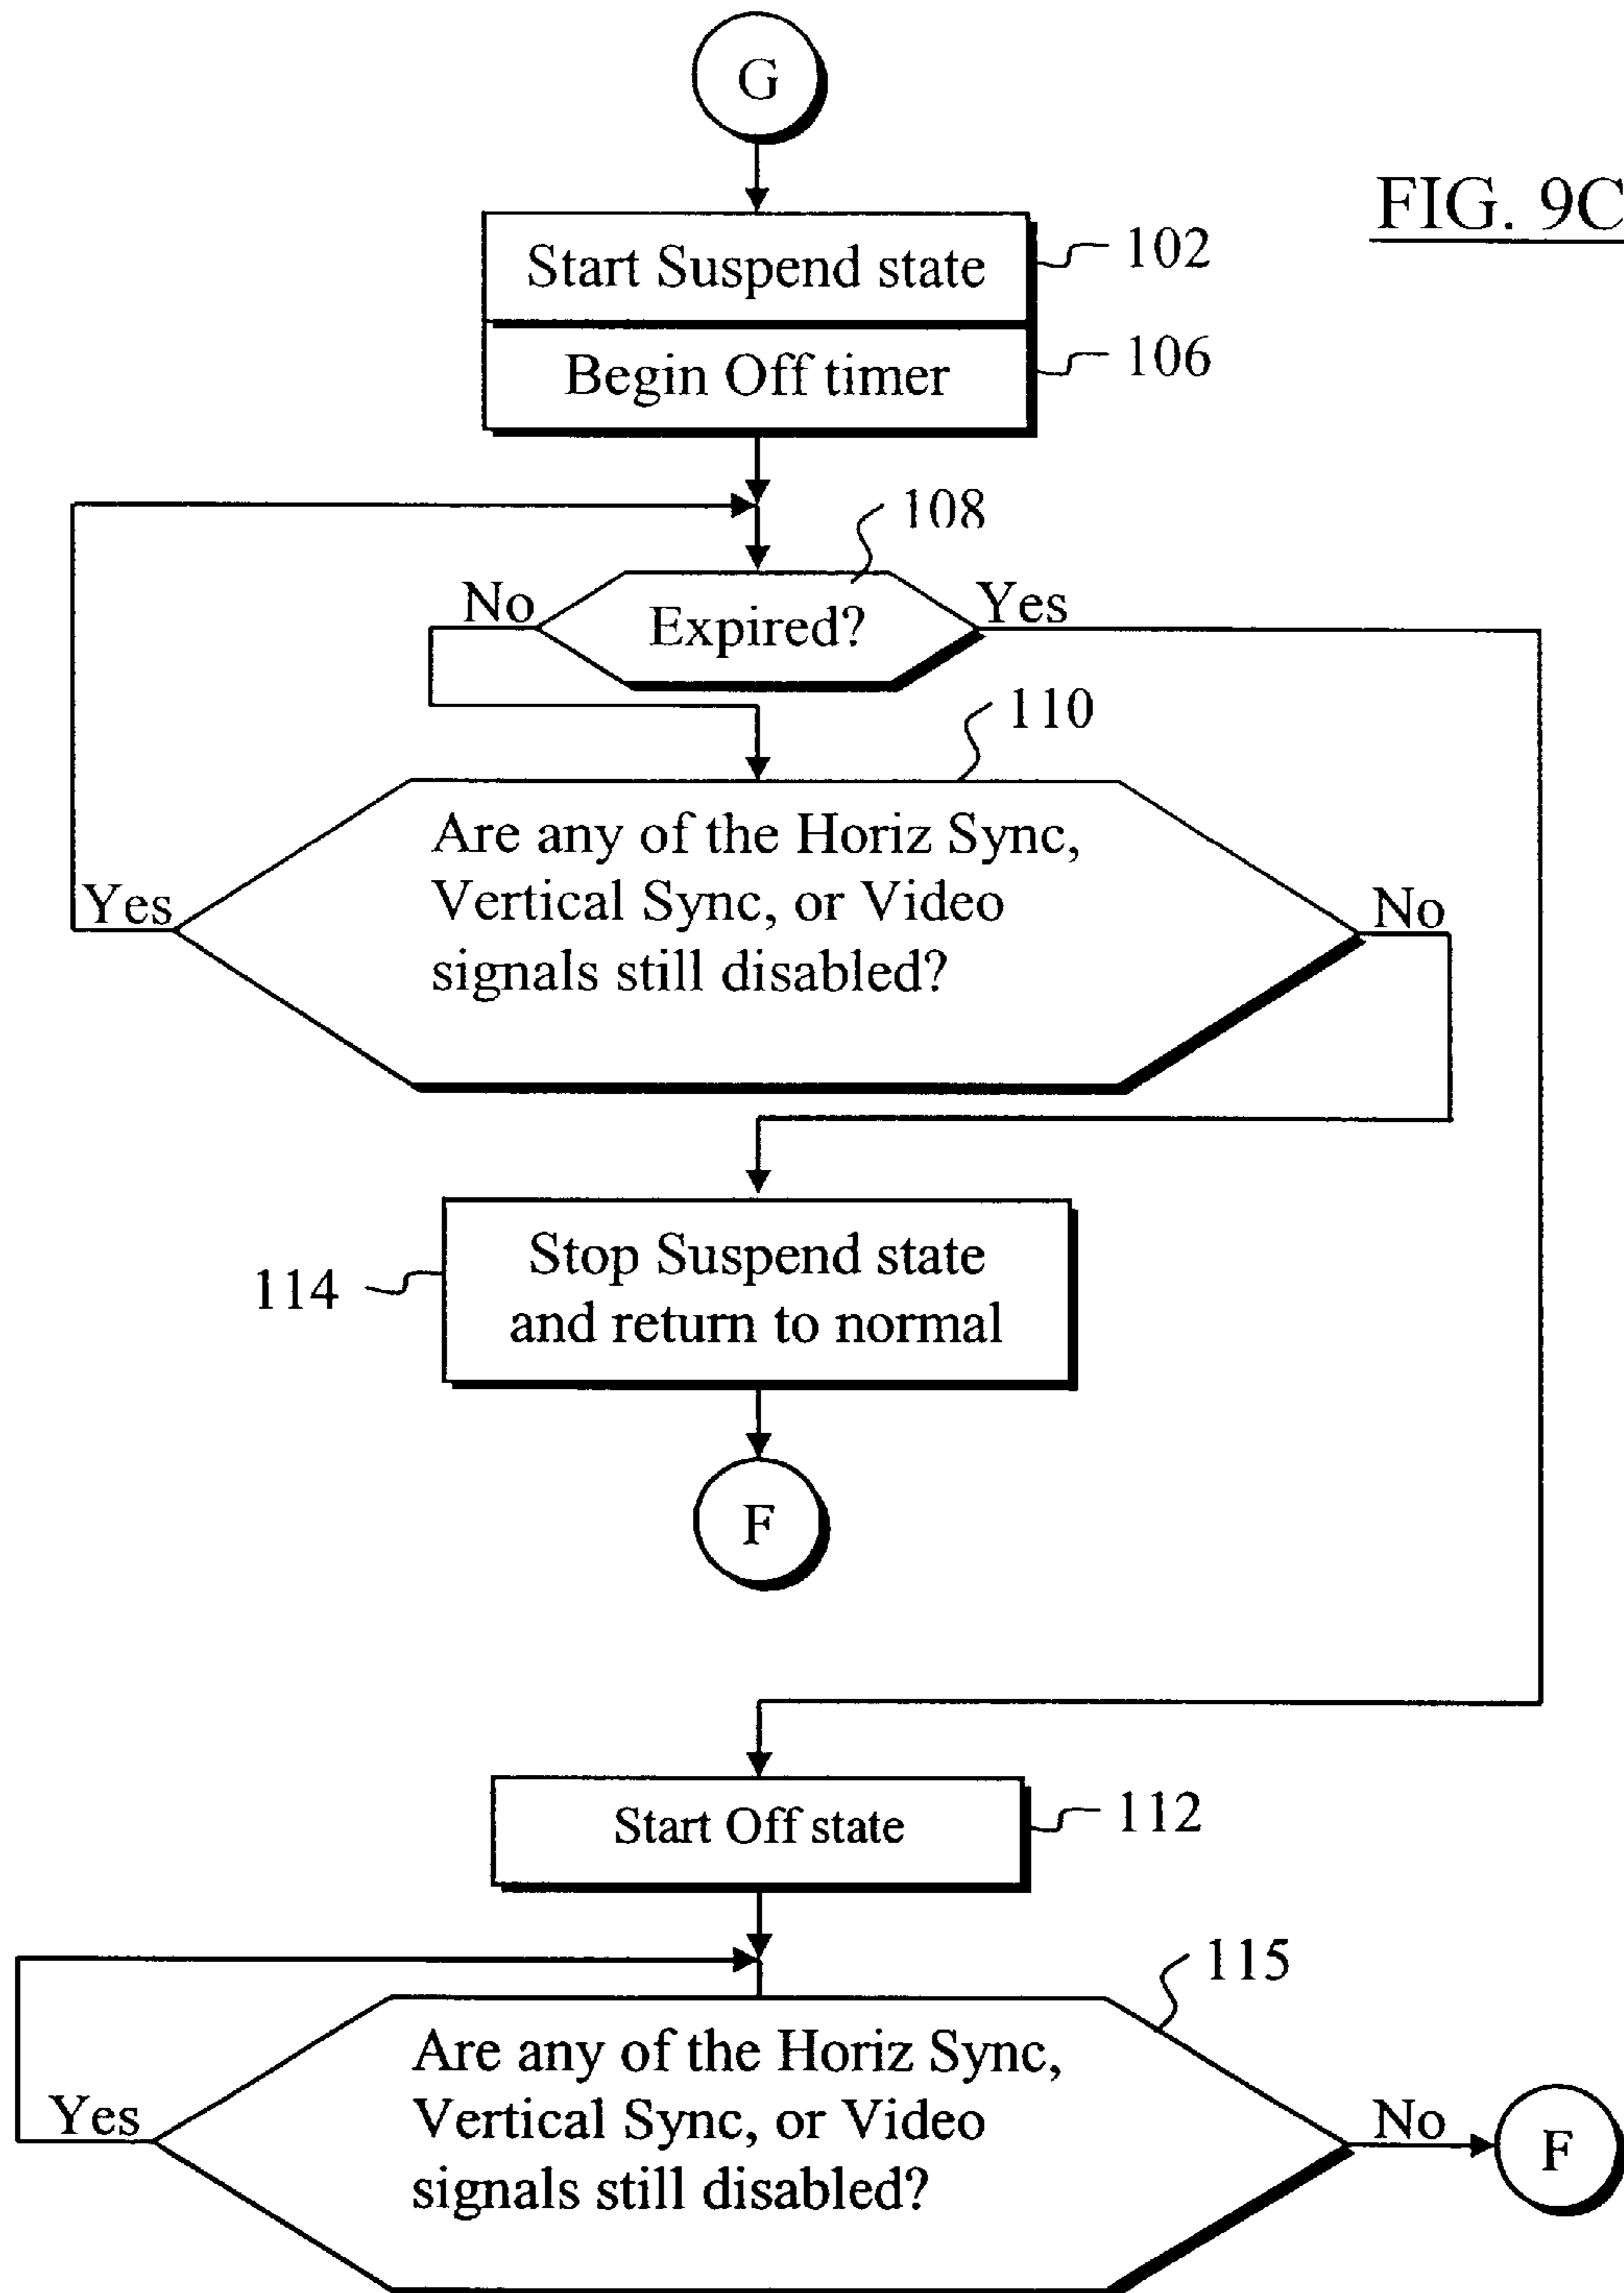 G
FIG. 9C
Start Suspend state
102
Begin Off timer
106
108
No
Expired?
Yes
110
Are any of the Horiz Sync,
Vertical Sync, or Video
signals still disabled?
Yes
No
Stop Suspend state
and return to normal
114
F
Start Off state
112
115
Are any of the Horiz Sync,
Vertical Sync, or Video
signals still disabled?
Yes
No
F